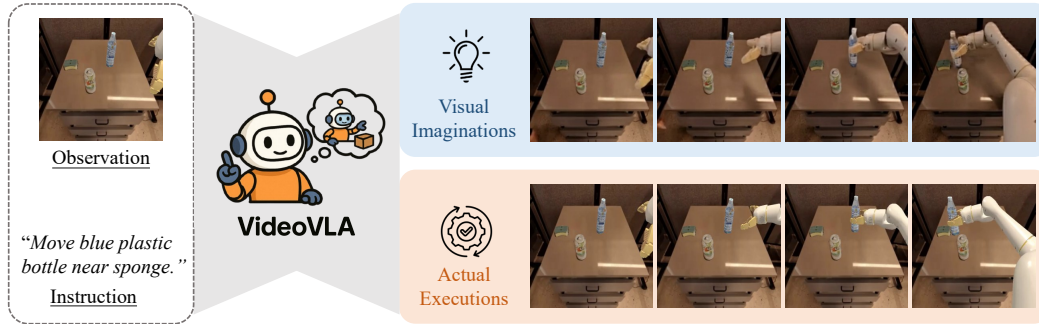 Observation
“Move blue plastic
bottle near sponge.”
Instruction
VideoVLA
Visual
Imaginations
Actual
Executions